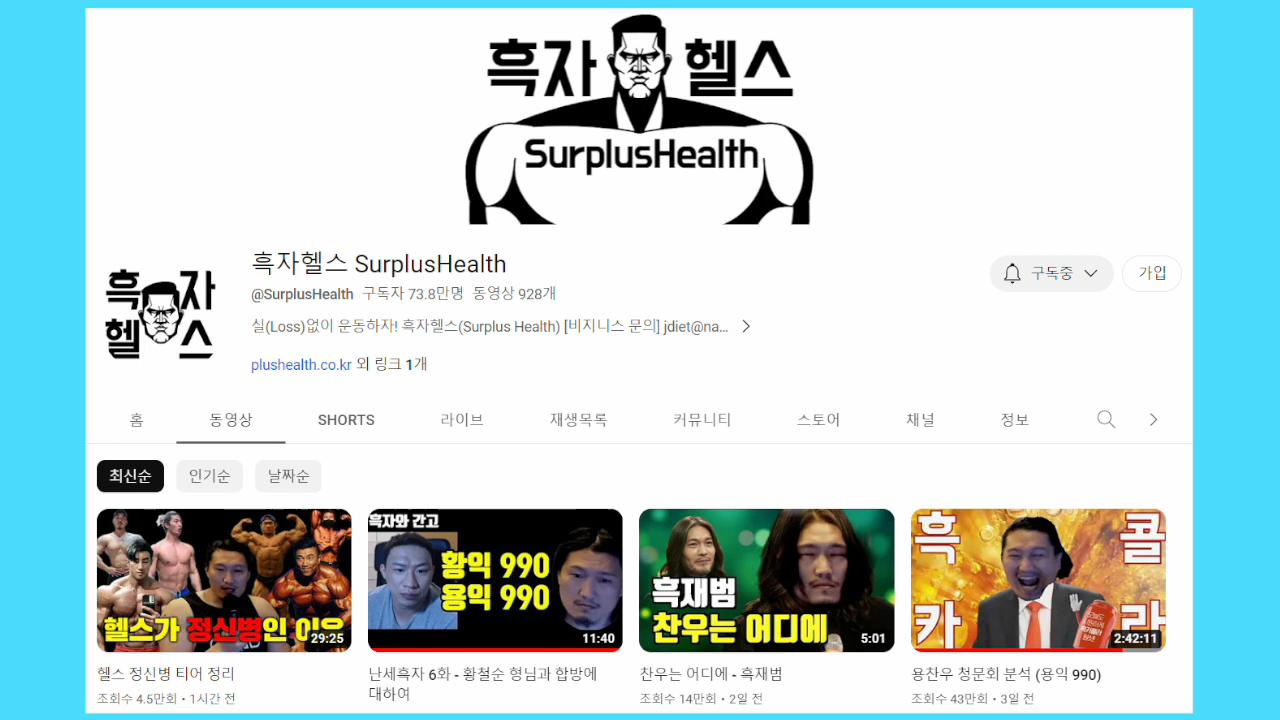 흑자 헬스
SurplusHealth
흑자
헬스
흑자헬스 SurplusHealth
@SurplusHealth 구독자 73.8만명 동영상 928개
실(Loss)없이 운동하자! 흑자헬스(Surplus Health) [비지니스 문의] jdiet@na...
plushealth.co.kr 외 링크 1개
구독중
가입
홈 동영상 SHORTS 라이브 재생목록 커뮤니티 스토어 채널 정보
최신순 인기순 날짜순
헬스가 정신병인 이유
29:25
헬스 정신병 티어 정리
조회수 4.5만회 • 1시간 전
흑자와 간고
황익 990
용익 990
11:40
난세흑자 6화 - 황철순 형님과 합방에
대하여
흑재범
찬우는 어디에
5:01
찬우는 어디에 - 흑재범
조회수 14만회 • 2일 전
흑 콜
카 라
2:42:11
용찬우 청문회 분석 (용익 990)
조회수 43만회 • 3일 전